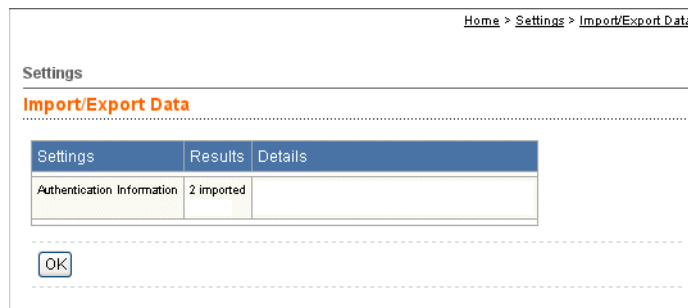 Home > Settings > Import/Export Data
Settings
Import/Export Data
Settings Results Details
Authentication Information 2 imported
OK